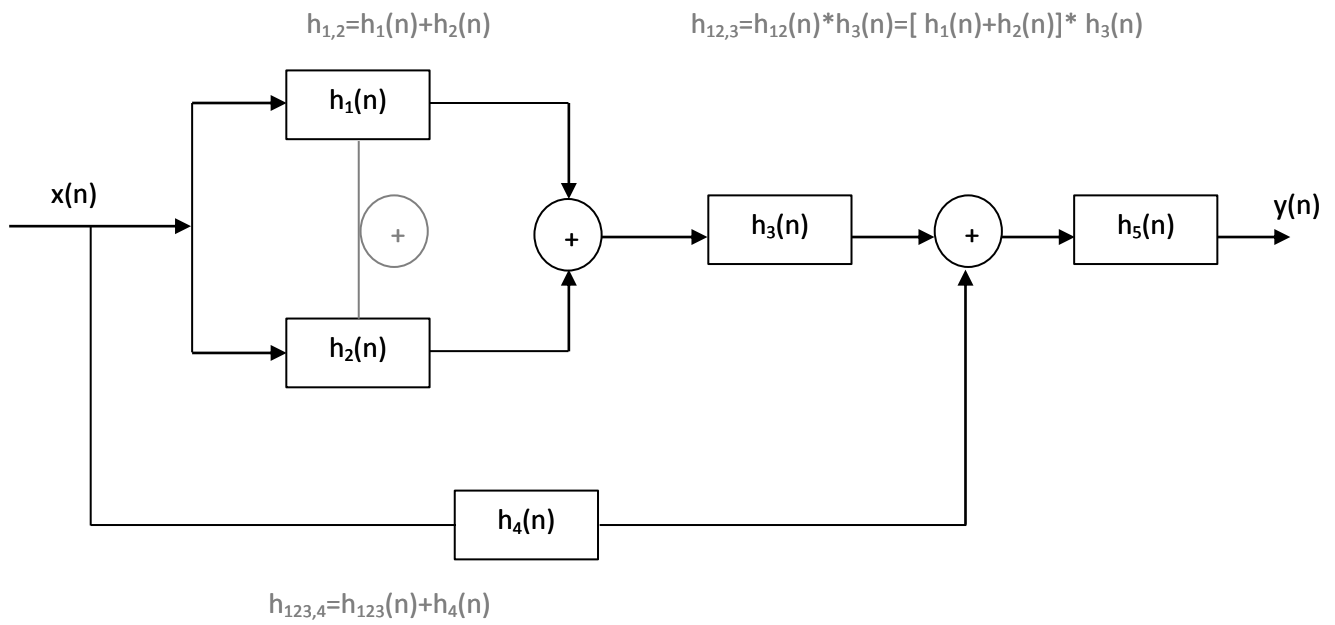 h₁,₂=h₁(n)+h₂(n)
h₁₂,₃=h₁₂(n)*h₃(n)=[ h₁(n)+h₂(n)]* h₃(n)
h₁(n)
x(n)
+
+
h₃(n)
+
h₅(n)
y(n)
h₂(n)
h₄(n)
h₁₂₃,₄=h₁₂₃(n)+h₄(n)